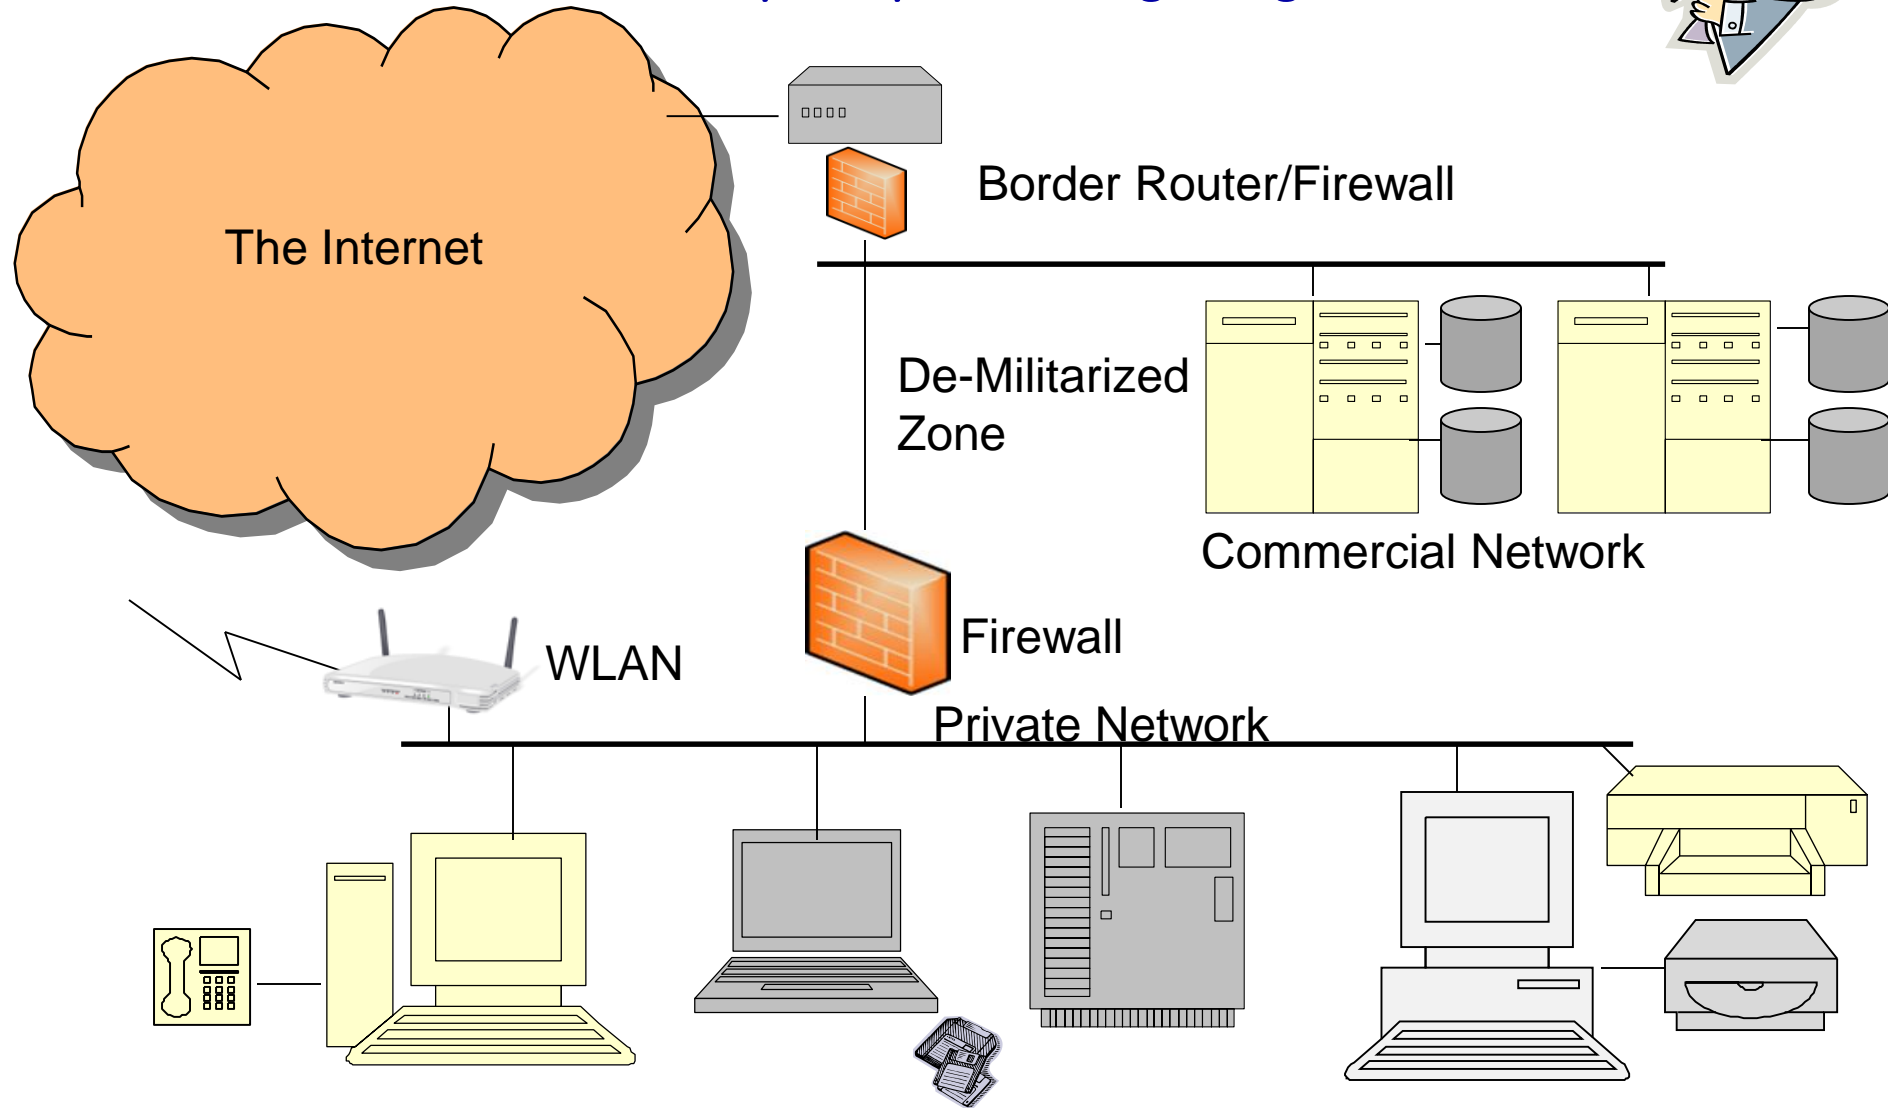 Border Router/Firewall
The Internet
De-Militarized
Zone
Commercial Network
Firewall
WLAN
Private Network